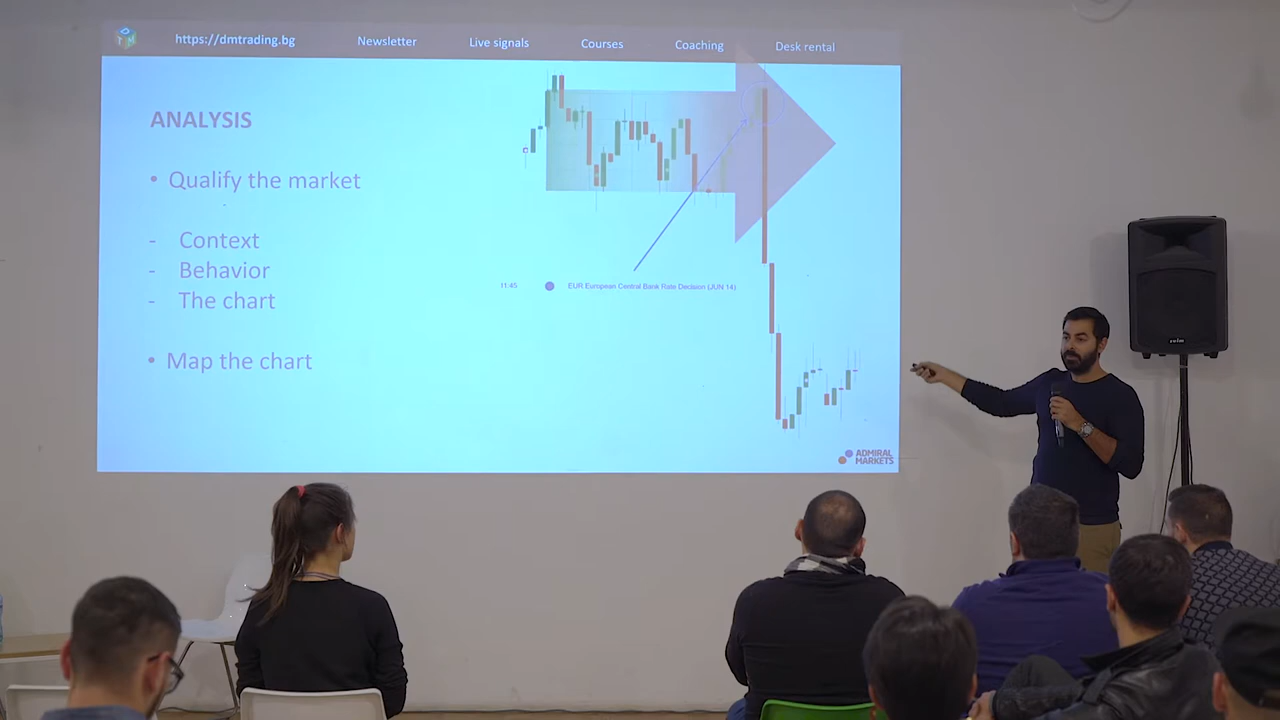 https://dmtrading.bg Newsletter Live signals Courses Coaching Desk rental
ANALYSIS
• Qualify the market
- Context
- Behavior
- The chart
• Map the chart
11:45 EUR European Central Bank Rate Decision (JUN 14)
ADMIRAL
MARKETS